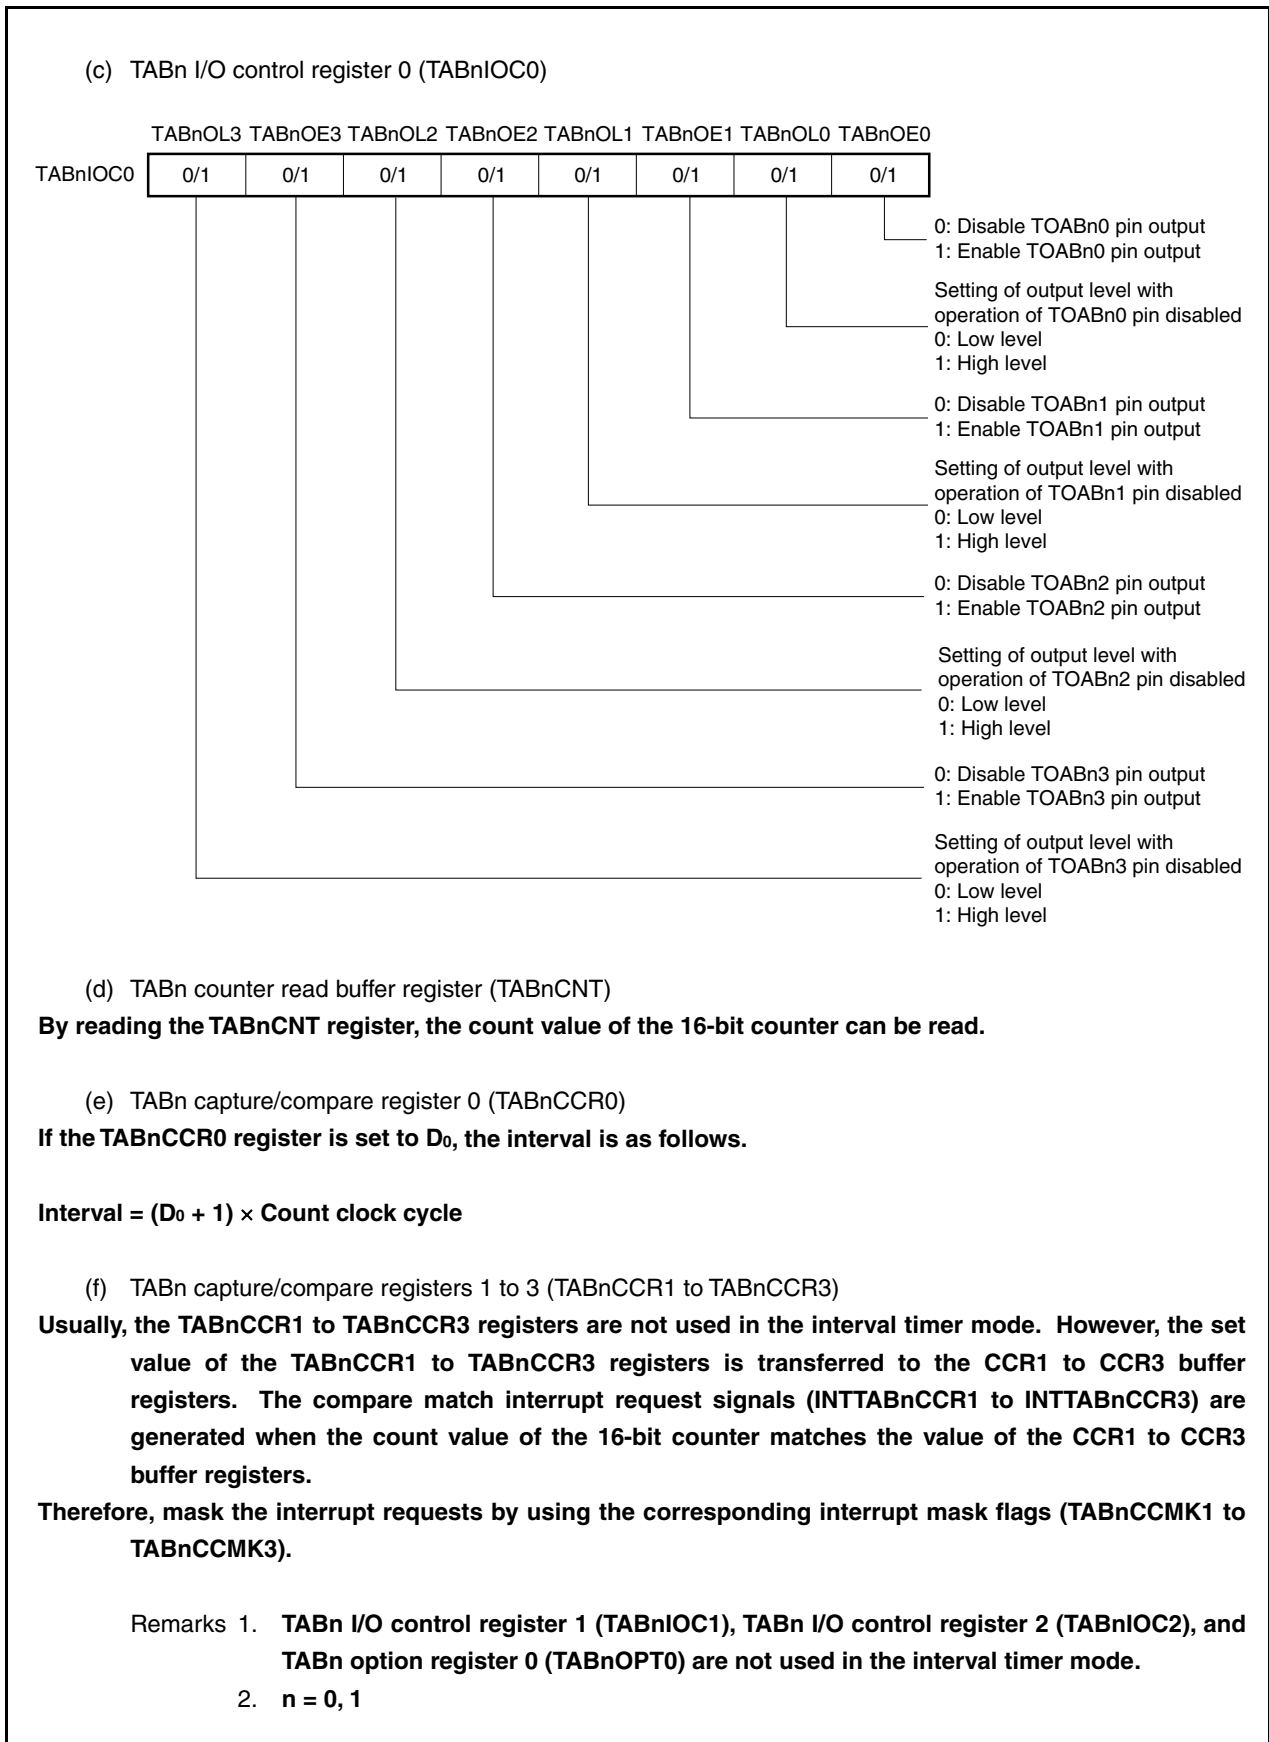 (c) TABn I/O control register 0 (TABnIOC0)
TABnOL3 TABnOE3 TABnOL2 TABnOE2 TABnOL1 TABnOE1 TABnOL0 TABnOE0
TABnIOC0 0/1 0/1 0/1 0/1 0/1 0/1 0/1 0/1
0: Disable TOABn0 pin output
1: Enable TOABn0 pin output
Setting of output level with
operation of TOABn0 pin disabled
0: Low level
1: High level
0: Disable TOABn1 pin output
1: Enable TOABn1 pin output
Setting of output level with
operation of TOABn1 pin disabled
0: Low level
1: High level
0: Disable TOABn2 pin output
1: Enable TOABn2 pin output
Setting of output level with
operation of TOABn2 pin disabled
0: Low level
1: High level
0: Disable TOABn3 pin output
1: Enable TOABn3 pin output
Setting of output level with
operation of TOABn3 pin disabled
0: Low level
1: High level
(d) TABn counter read buffer register (TABnCNT)
By reading the TABnCNT register, the count value of the 16-bit counter can be read.
(e) TABn capture/compare register 0 (TABnCCR0)
If the TABnCCR0 register is set to D0, the interval is as follows.
Interval = (D0 + 1) × Count clock cycle
(f) TABn capture/compare registers 1 to 3 (TABnCCR1 to TABnCCR3)
Usually, the TABnCCR1 to TABnCCR3 registers are not used in the interval timer mode. However, the set
value of the TABnCCR1 to TABnCCR3 registers is transferred to the CCR1 to CCR3 buffer
registers. The compare match interrupt request signals (INTTABnCCR1 to INTTABnCCR3) are
generated when the count value of the 16-bit counter matches the value of the CCR1 to CCR3
buffer registers.
Therefore, mask the interrupt requests by using the corresponding interrupt mask flags (TABnCCMK1 to
TABnCCMK3).
Remarks 1. TABn I/O control register 1 (TABnIOC1), TABn I/O control register 2 (TABnIOC2), and
TABn option register 0 (TABnOPT0) are not used in the interval timer mode.
2. n = 0, 1